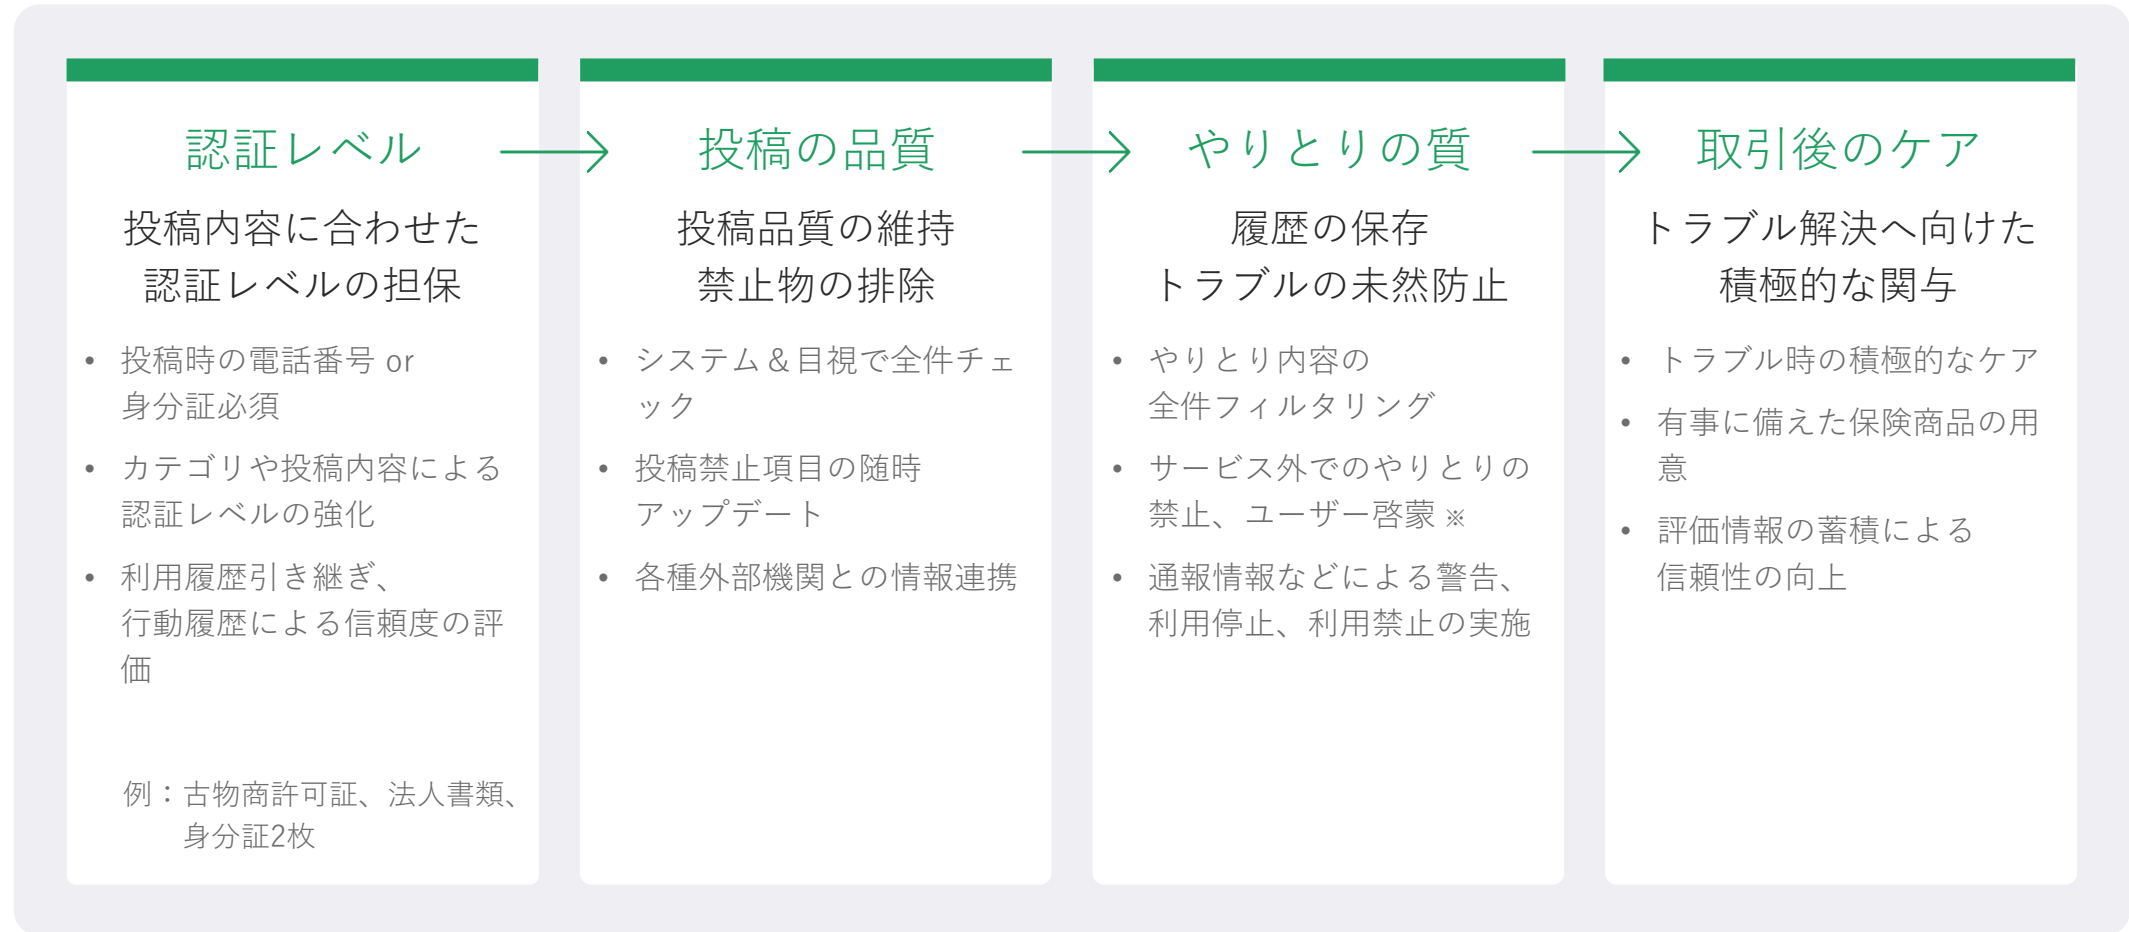 認証レベル
投稿内容に合わせた
認証レベルの担保
• 投稿時の電話番号 or
身分証必須
• カテゴリや投稿内容による
認証レベルの強化
• 利用履歴引き継ぎ、
行動履歴による信頼度の評
価
例：古物商許可証、法人書類、
身分証2枚
投稿の品質
投稿品質の維持
禁止物の排除
• システム＆目視で全件チェ
ック
• 投稿禁止項目の随時
アップデート
• 各種外部機関との情報連携
やりとりの質
履歴の保存
トラブルの未然防止
• やりとり内容の
全件フィルタリング
• サービス外でのやりとりの
禁止、ユーザー啓蒙 ※
• 通報情報などによる警告、
利用停止、利用禁止の実施
取引後のケア
トラブル解決へ向けた
積極的な関与
• トラブル時の積極的なケア
• 有事に備えた保険商品の用
意
• 評価情報の蓄積による
信頼性の向上